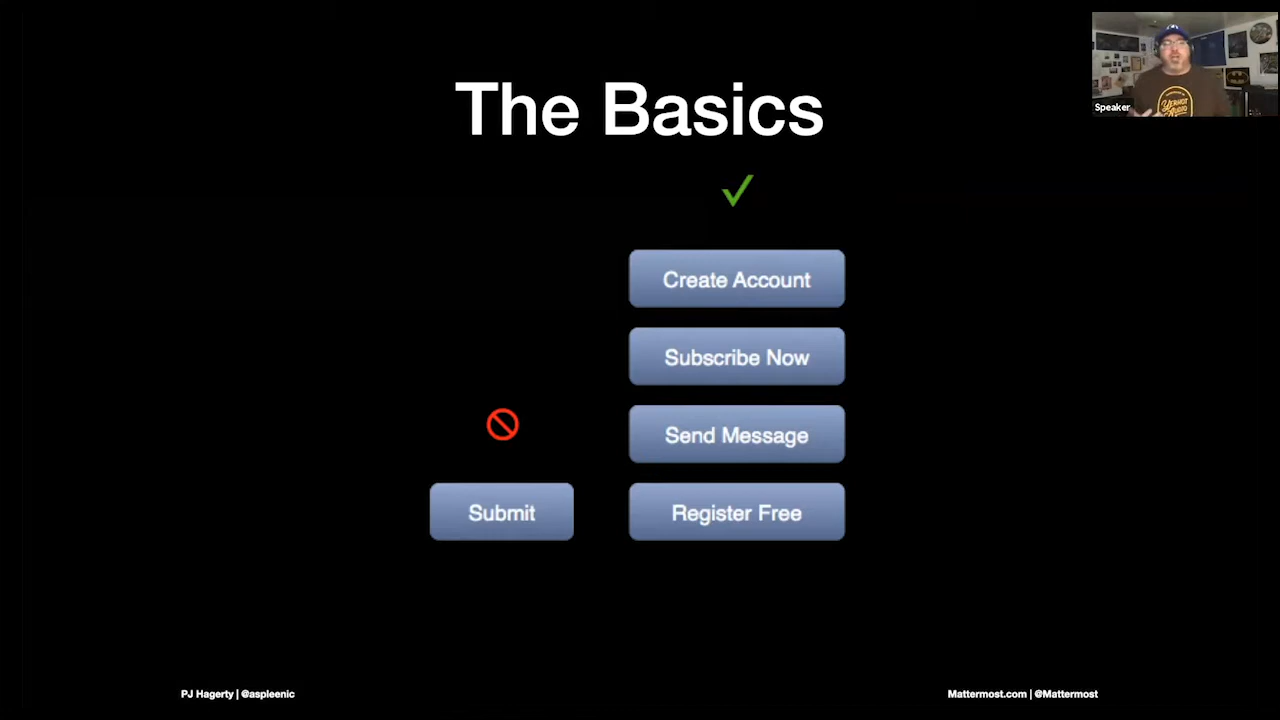 The Basics
Create Account
Subscribe Now
Send Message
Submit
Register Free
Speaker
PJ Hagerty | @aspleenic
Mattermost.com | @Mattermost